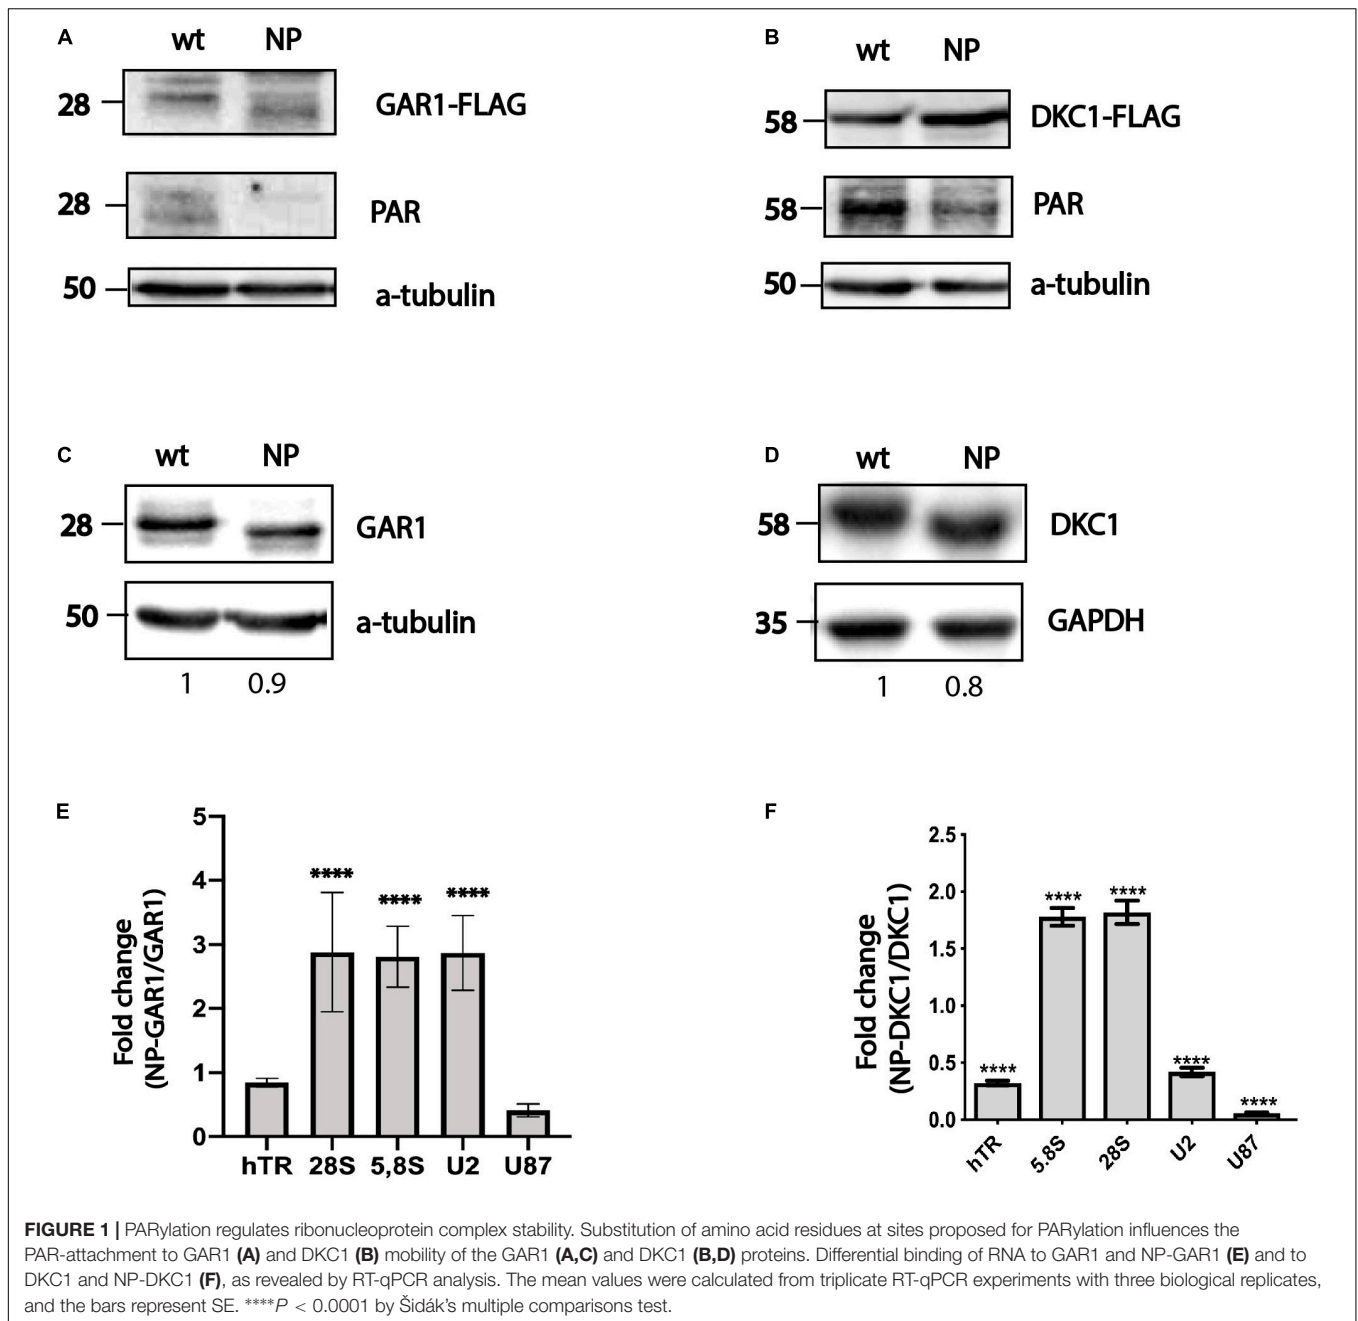 A
wt NP
28 GAR1-FLAG
28 PAR
50 a-tubulin
B
wt NP
58 DKC1-FLAG
58 PAR
50 a-tubulin
C
wt NP
28 GAR1
50 a-tubulin
1 0.9
D
wt NP
58 DKC1
35 GAPDH
1 0.8
E
Fold change
(NP-GAR1/GAR1)
5
4
3
2
1
0
**** **** ****
hTR 28S 5,8S U2 U87
F
Fold change
(NP-DKC1/DKC1)
2.5
2.0
1.5
1.0
0.5
0.0
**** **** **** **** ****
hTR 5.8S 28S U2 U87
FIGURE 1 | PARylation regulates ribonucleoprotein complex stability. Substitution of amino acid residues at sites proposed for PARylation influences the
PAR-attachment to GAR1 (A) and DKC1 (B) mobility of the GAR1 (A,C) and DKC1 (B,D) proteins. Differential binding of RNA to GAR1 and NP-GAR1 (E) and to
DKC1 and NP-DKC1 (F), as revealed by RT-qPCR analysis. The mean values were calculated from triplicate RT-qPCR experiments with three biological replicates,
and the bars represent SE. ****P < 0.0001 by Šidák’s multiple comparisons test.